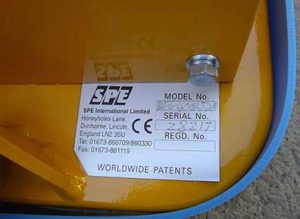 SPE
SPE International Limited
Honeyholes Lane,
Dunholme, Lincoln,
England LN2 3SU
Tel: 01673-860709/860330
Fax: 01673-861119
CE
MODEL No.
SERIAL No.
28217
REGD. No.
WORLDWIDE PATENTS